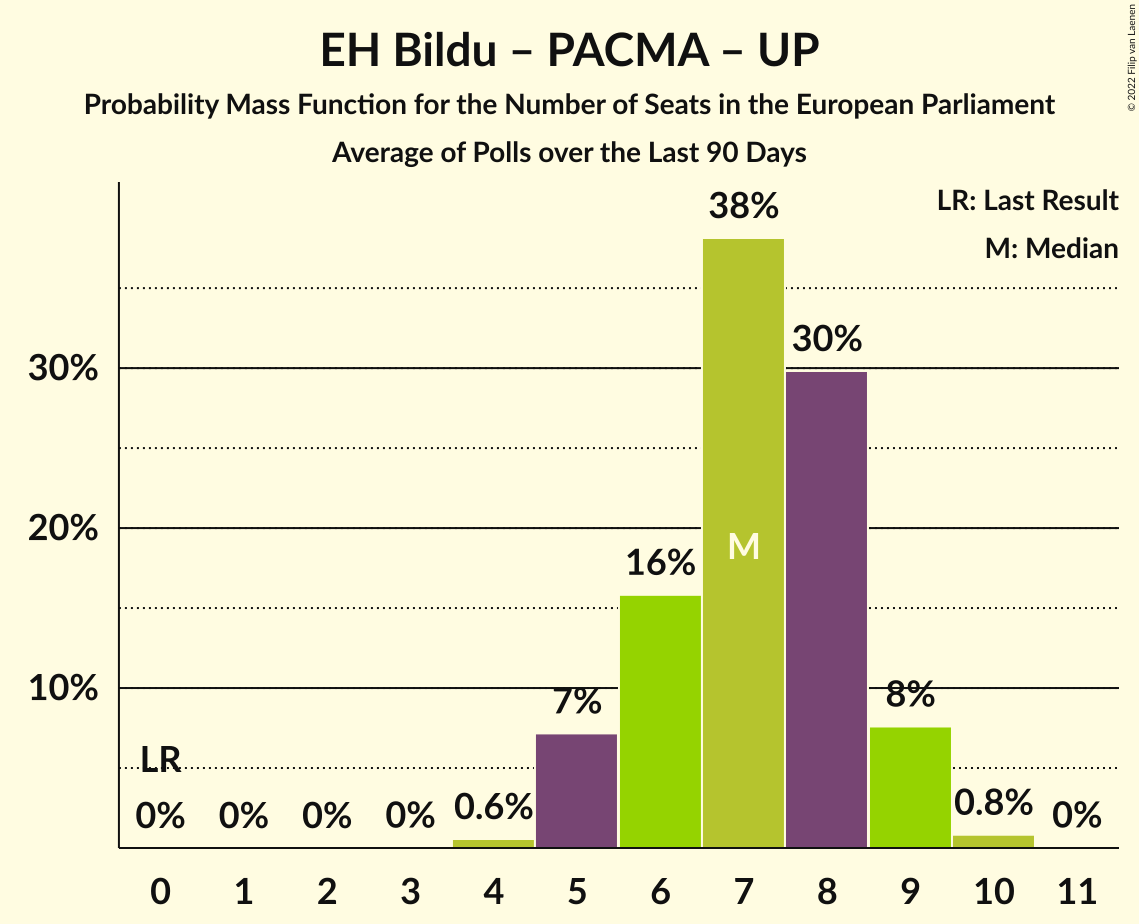 EH Bildu – PACMA – UP
Probability Mass Function for the Number of Seats in the European Parliament
Average of Polls over the Last 90 Days
© 2022 Filip van Laenen
LR: Last Result
M: Median
38%
30%
30%
20%
16%
M
10%
7%
8%
LR
0%
0%
0%
0%
0.6%
0.8%
0%
0 1 2 3 4 5 6 7 8 9 10 11